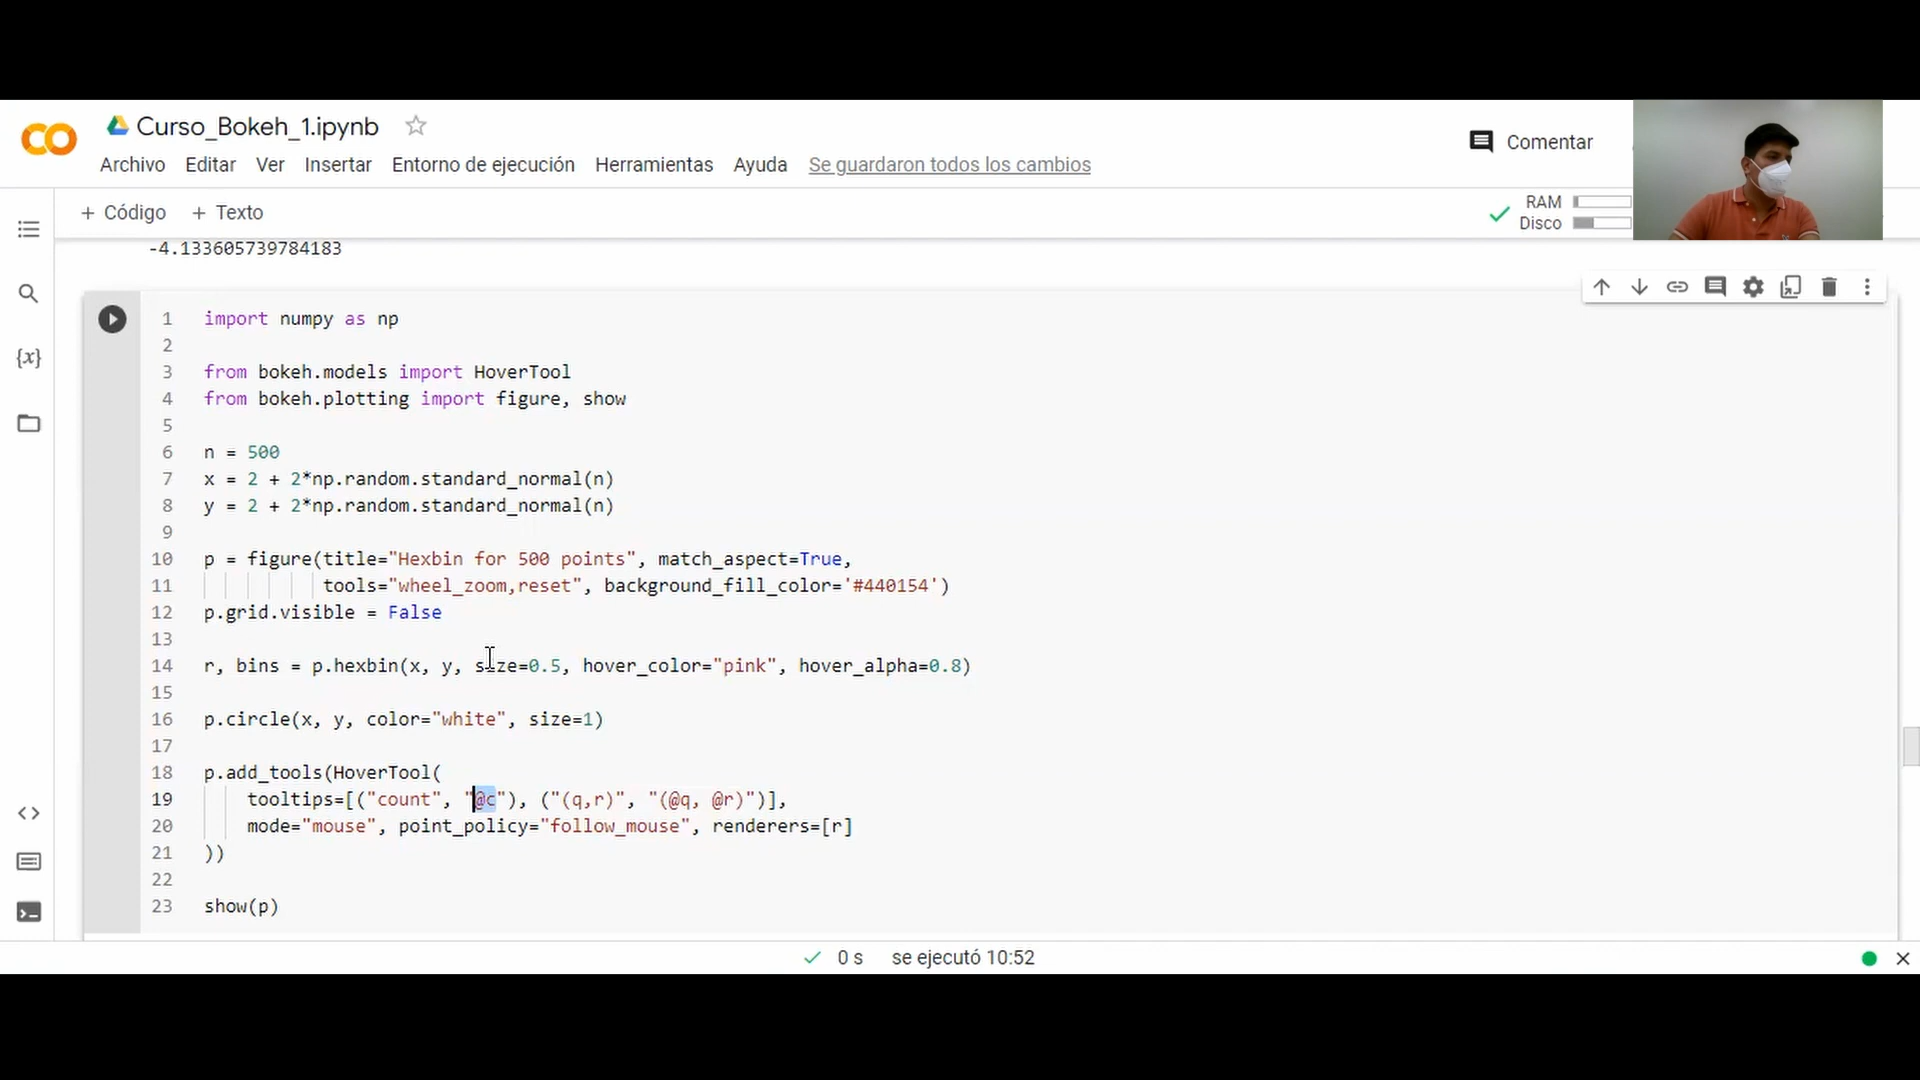 Curso_Bokeh_1.ipynb
Archivo Editar Ver Insertar Entorno de ejecución Herramientas Ayuda Se guardaron todos los cambios
Comentar
+ Código + Texto
RAM
Disco
-4.133605739784183
1 import numpy as np
2
3 from bokeh.models import HoverTool
4 from bokeh.plotting import figure, show
5
6 n = 500
7 x = 2 + 2*np.random.standard_normal(n)
8 y = 2 + 2*np.random.standard_normal(n)
9
10 p = figure(title="Hexbin for 500 points", match_aspect=True,
11 tools="wheel_zoom,reset", background_fill_color='#440154')
12 p.grid.visible = False
13
14 r, bins = p.hexbin(x, y, size=0.5, hover_color="pink", hover_alpha=0.8)
15
16 p.circle(x, y, color="white", size=1)
17
18 p.add_tools(HoverTool(
19 tooltips=[("count", "@c"), ("(q,r)", "(@q, @r)")],
20 mode="mouse", point_policy="follow_mouse", renderers=[r]
21 ))
22
23 show(p)
0 s se ejecutó 10:52